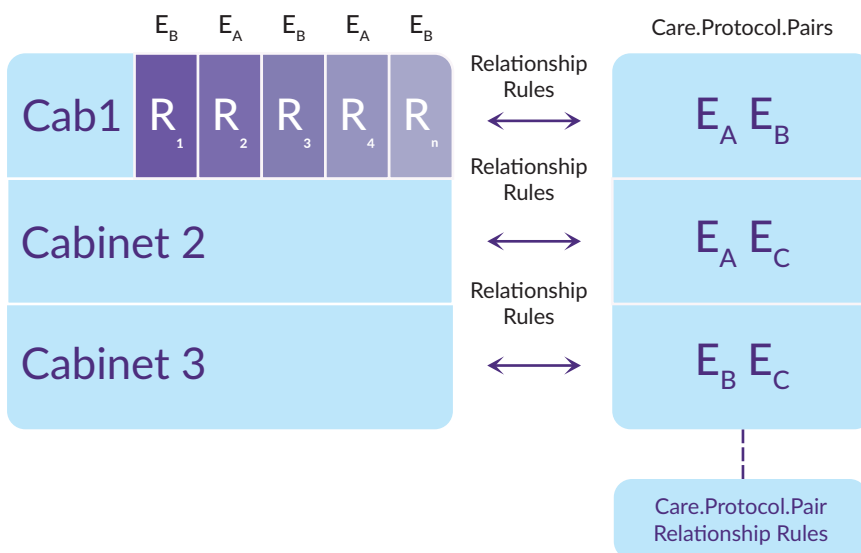 E_B E_A E_B E_A E_B
Care.Protocol.Pairs
Cab1 R_1 R_2 R_3 R_4 R_n
Relationship
Rules
E_A E_B
Cabinet 2
Relationship
Rules
E_A E_C
Cabinet 3
Relationship
Rules
E_B E_C
Care.Protocol.Pair
Relationship Rules